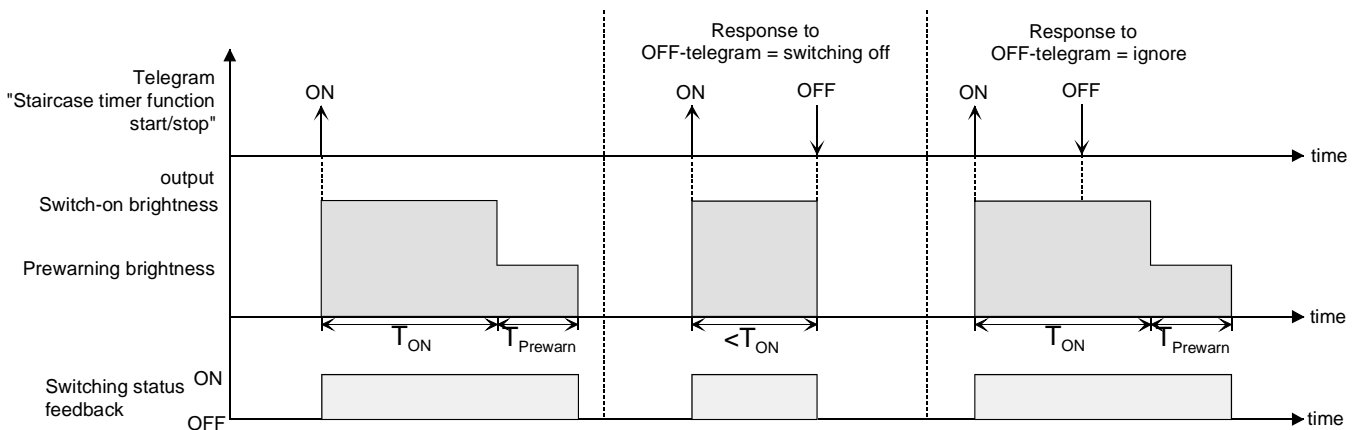 Response to
OFF-telegram = switching off
Response to
OFF-telegram = ignore
Telegram
"Staircase timer function
start/stop"
ON
ON
OFF
ON
OFF
time
output
Switch-on brightness
Prewarning brightness
time
TON
TPrewarn
<TON
TON
TPrewarn
Switching status
feedback
ON
OFF
time